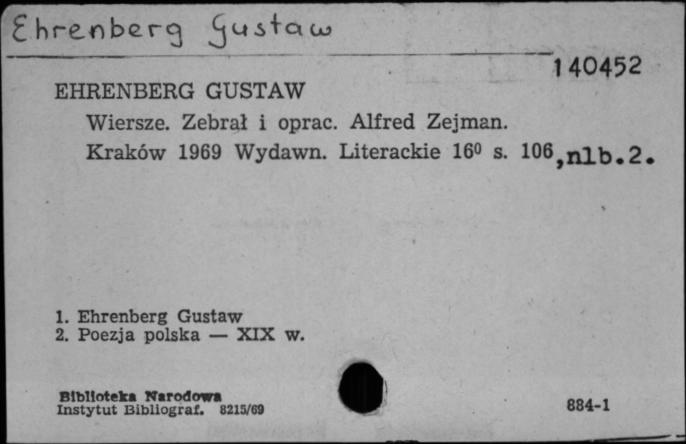 Ehrenberg Gustaw
140452
EHRENBERG GUSTAW
Wiersze. Zebrał i oprac. Alfred Zejman.
Kraków 1969 Wydawn. Literackie 16⁰ s. 106,nlb.2.
1. Ehrenberg Gustaw
2. Poezja polska — XIX w.
Biblioteka Narodowa
Instytut Bibliograf. 8215/69
884-1